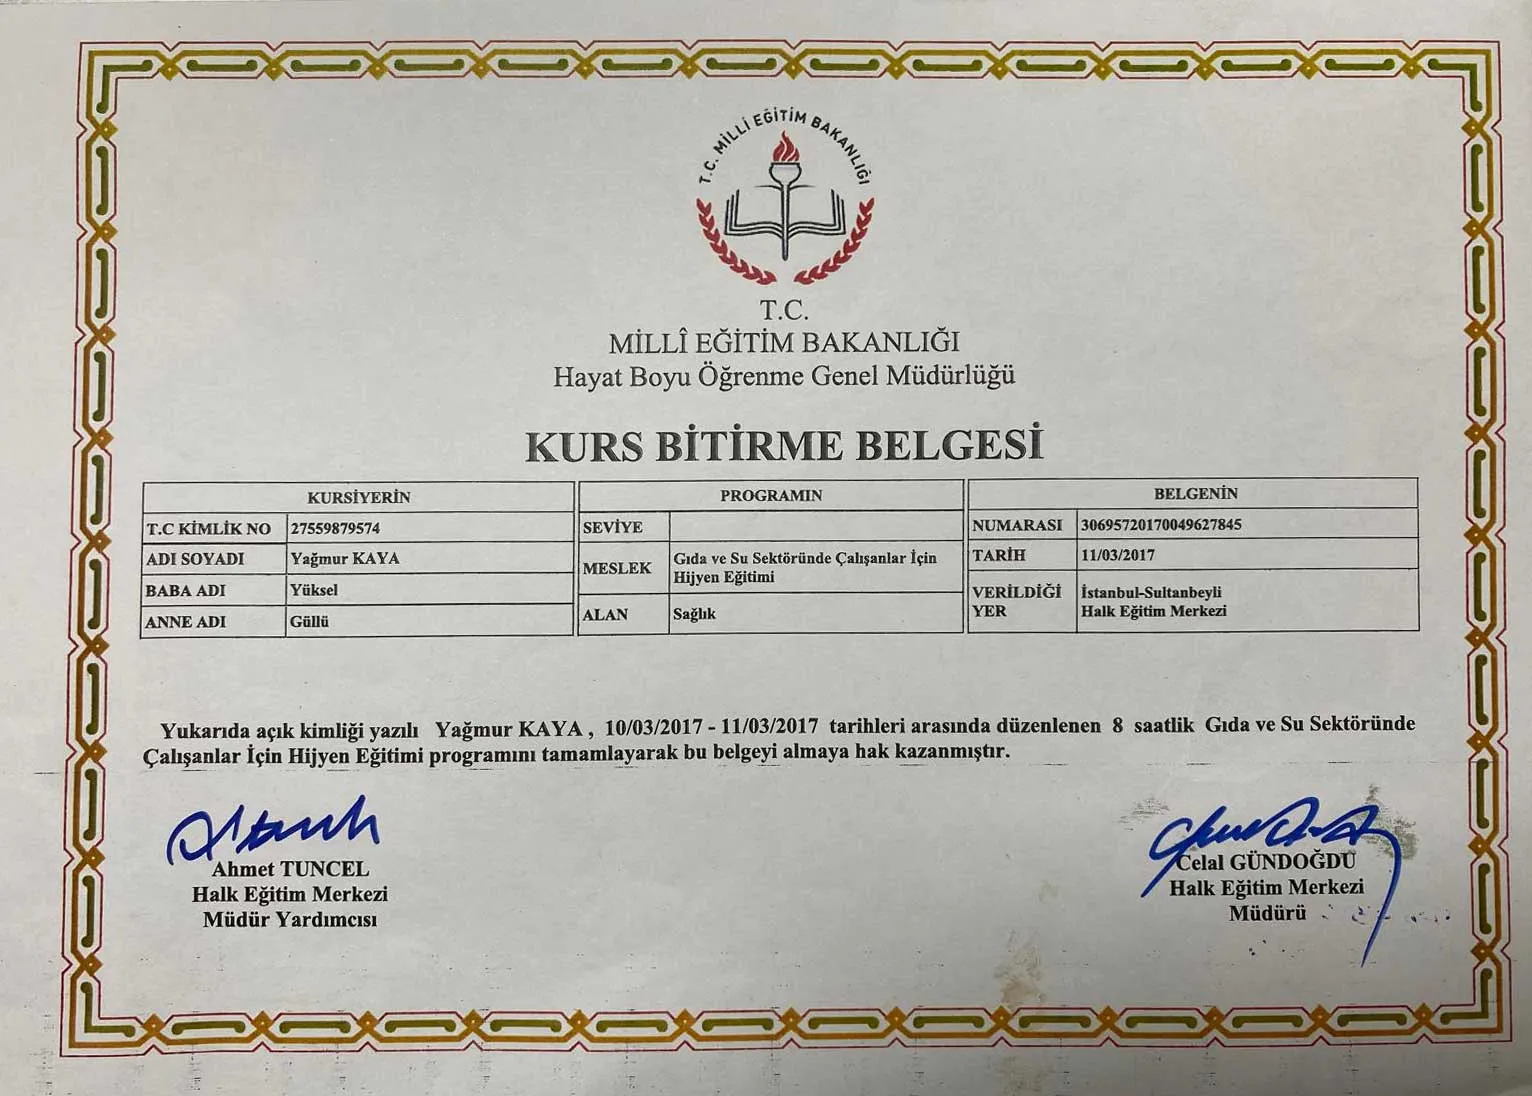 T.C. MİLLİ EĞİTİM BAKANLIĞI
T.C.
MİLLÎ EĞİTİM BAKANLIĞI
Hayat Boyu Öğrenme Genel Müdürlüğü
KURS BİTİRME BELGESİ
KURSİYERİN
T.C KİMLİK NO 27559879574
ADI SOYADI Yağmur KAYA
BABA ADI Yüksel
ANNE ADI Güllü
PROGRAMIN
SEVİYE
MESLEK Gıda ve Su Sektöründe Çalışanlar İçin
Hijyen Eğitimi
ALAN Sağlık
BELGENİN
NUMARASI 30695720170049627845
TARİH 11/03/2017
VERİLDİĞİ İstanbul-Sultanbeyli
YER Halk Eğitim Merkezi
Yukarıda açık kimliği yazılı Yağmur KAYA , 10/03/2017 - 11/03/2017 tarihleri arasında düzenlenen 8 saatlik Gıda ve Su Sektöründe
Çalışanlar İçin Hijyen Eğitimi programını tamamlayarak bu belgeyi almaya hak kazanmıştır.
Ahmet TUNCEL
Halk Eğitim Merkezi
Müdür Yardımcısı
Celal GÜNDOĞDU
Halk Eğitim Merkezi
Müdürü